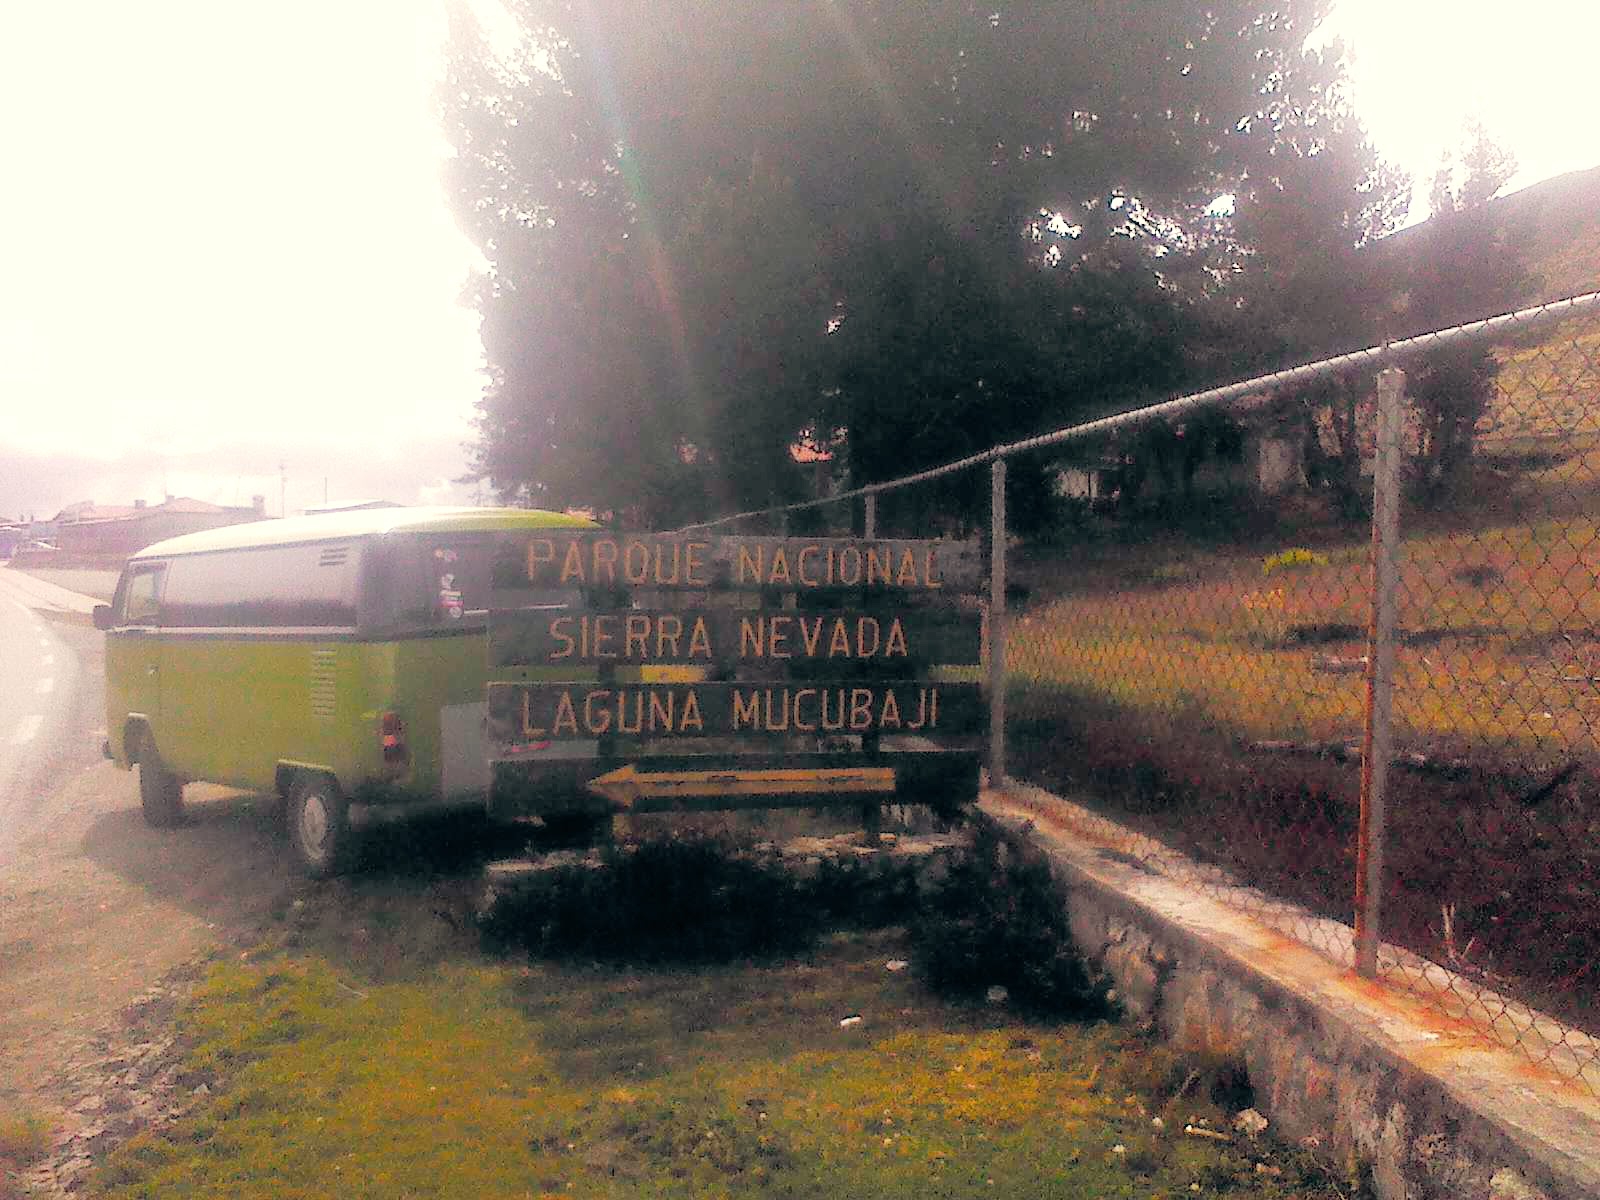 PARQUE NACIONAL
SIERRA NEVADA
LAGUNA MUCUBAJI